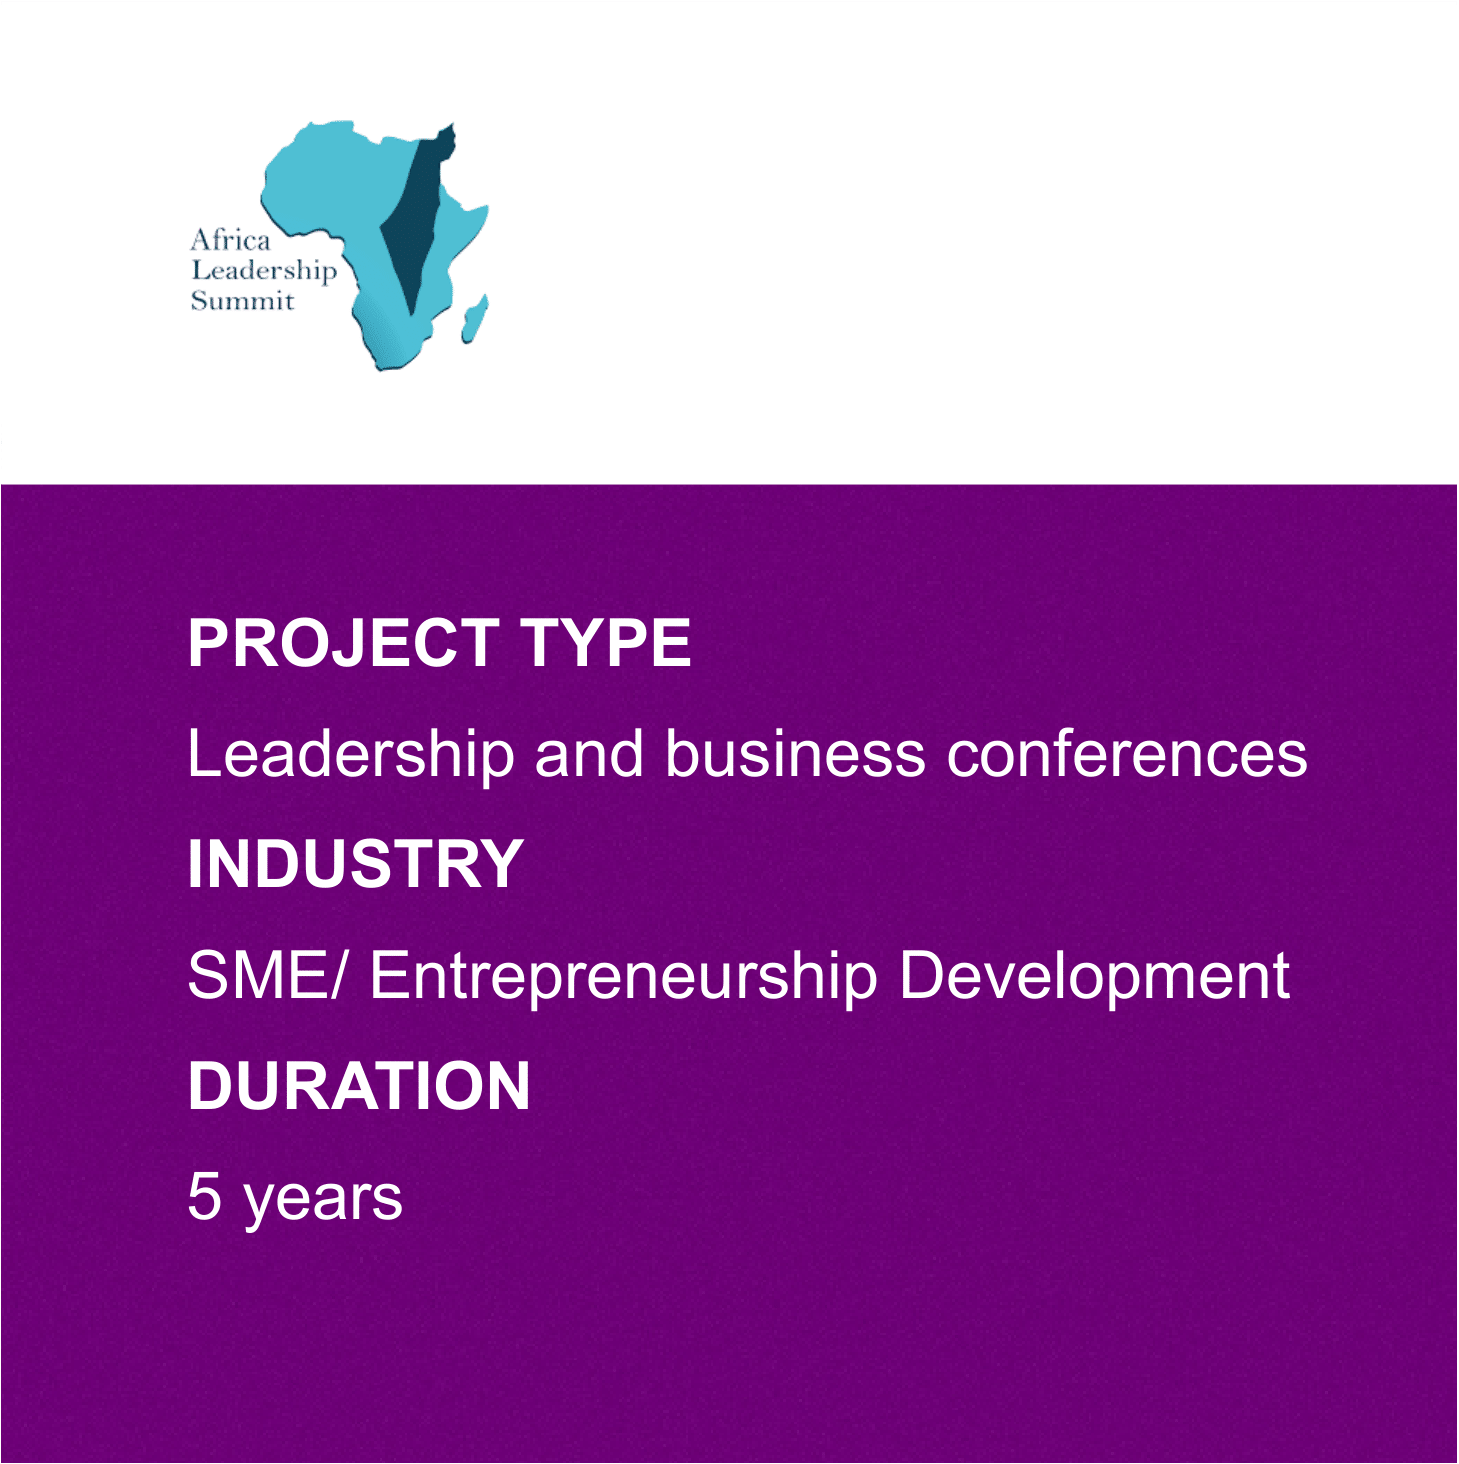 Africa
Leadership
Summit
PROJECT TYPE
Leadership and business conferences
INDUSTRY
SME/ Entrepreneurship Development
DURATION
5 years